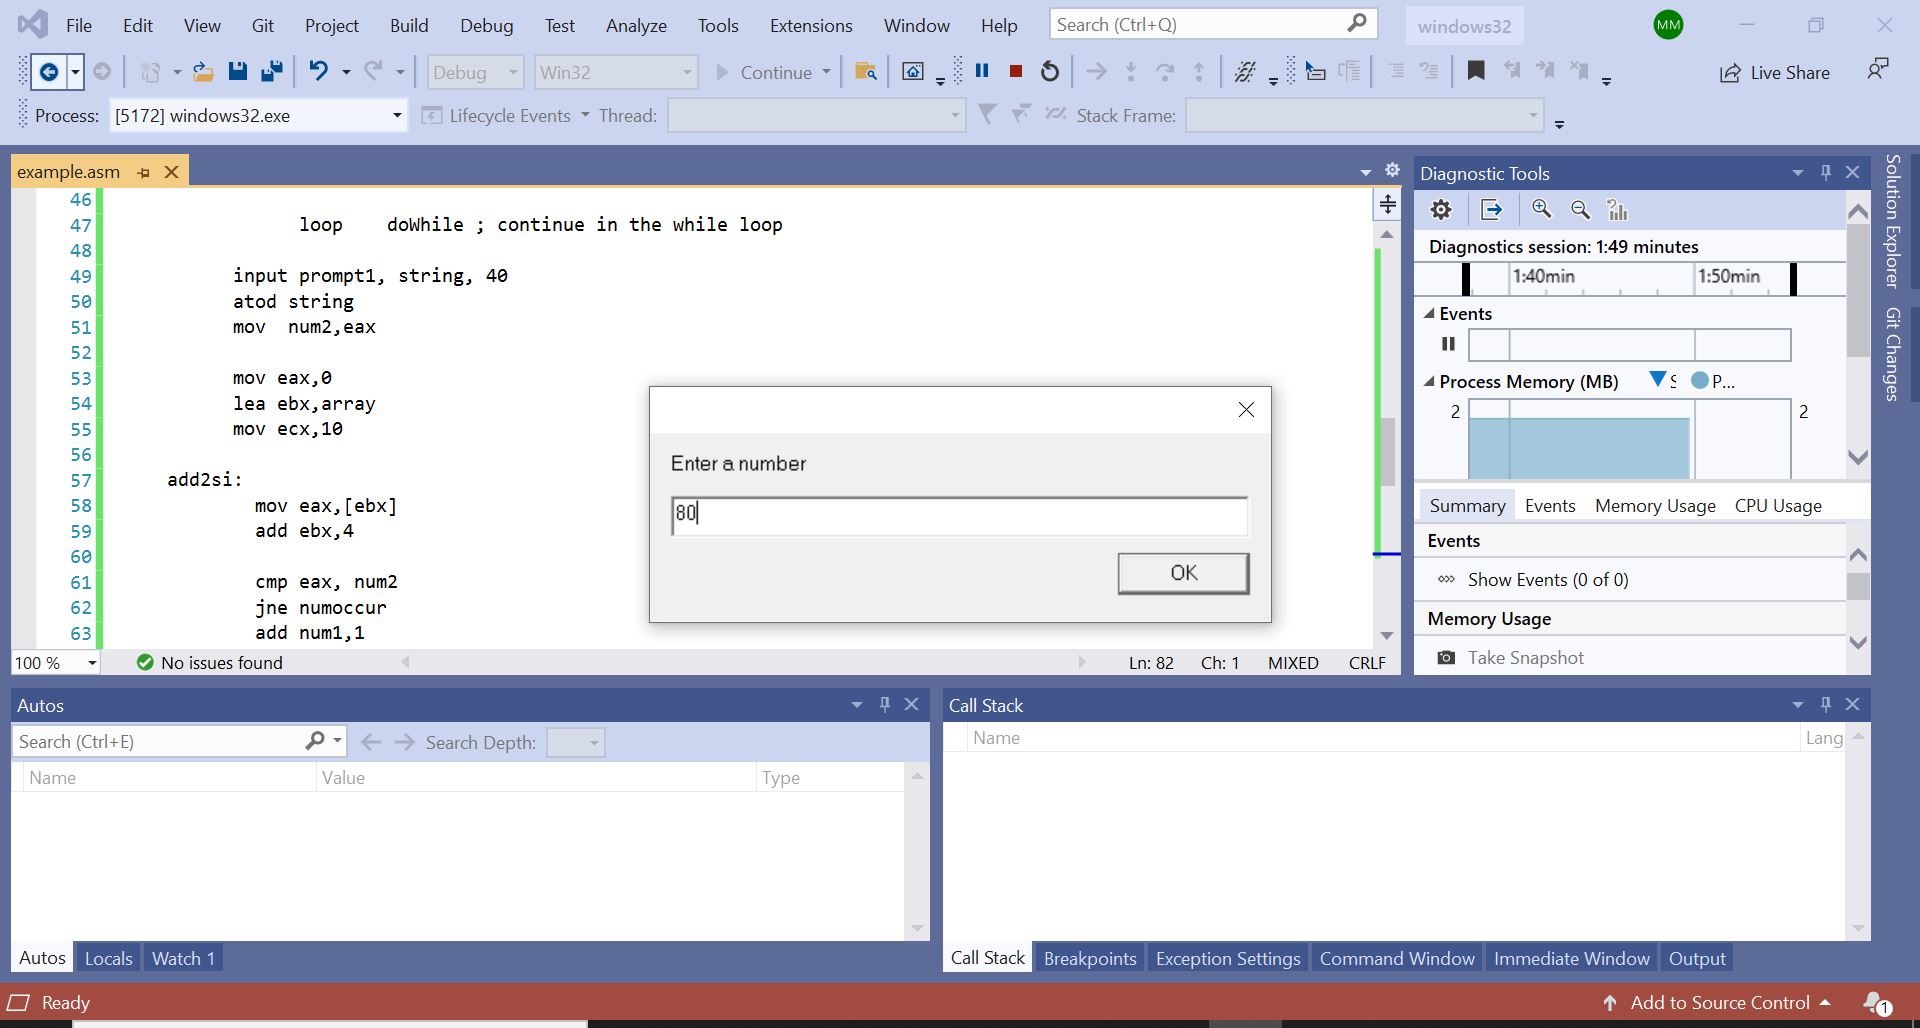 File Edit View Git Project Build Debug Test Analyze Tools Extensions Window Help Search (Ctrl+Q) windows32 MM
Debug Win32 Continue Live Share
Process: [5172] windows32.exe Lifecycle Events Thread: Stack Frame:
example.asm
46
47 loop doWhile ; continue in the while loop
48
49 input prompt1, string, 40
50 atod string
51 mov num2,eax
52
53 mov eax,0
54 lea ebx,array
55 mov ecx,10
56
57 add2si:
58 mov eax,[ebx]
59 add ebx,4
60
61 cmp eax, num2
62 jne numoccur
63 add num1,1
100 % No issues found Ln: 82 Ch: 1 MIXED CRLF
Enter a number
80
OK
Diagnostic Tools
Diagnostics session: 1:49 minutes
1:40min 1:50min
Events
Process Memory (MB) S P...
2 2
Summary Events Memory Usage CPU Usage
Events
Show Events (0 of 0)
Memory Usage
Take Snapshot
Solution Explorer
Git Changes
Autos
Search (Ctrl+E) Search Depth:
Name Value Type
Autos Locals Watch 1
Call Stack
Name Lang
Call Stack Breakpoints Exception Settings Command Window Immediate Window Output
Ready Add to Source Control 1